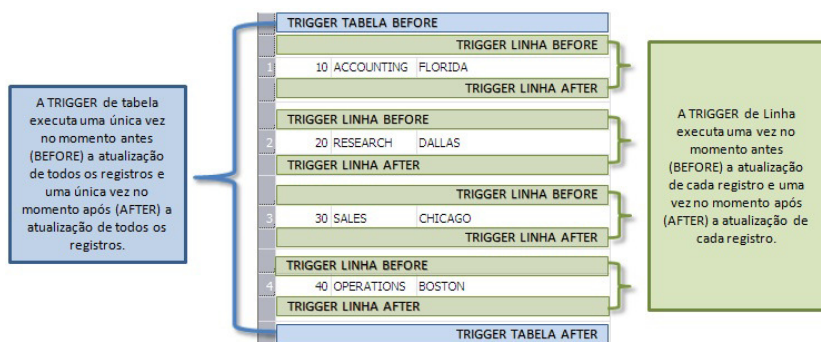 TRIGGER TABELA BEFORE
TRIGGER LINHA BEFORE
1 10 ACCOUNTING FLORIDA
TRIGGER LINHA AFTER
TRIGGER LINHA BEFORE
2 20 RESEARCH DALLAS
TRIGGER LINHA AFTER
TRIGGER LINHA BEFORE
3 30 SALES CHICAGO
TRIGGER LINHA AFTER
TRIGGER LINHA BEFORE
4 40 OPERATIONS BOSTON
TRIGGER LINHA AFTER
TRIGGER TABELA AFTER
A TRIGGER de tabela
executa uma única vez
no momento antes
(BEFORE) a atualização
de todos os registros e
uma única vez no
momento após (AFTER) a
atualização de todos os
registros.
A TRIGGER de Linha
executa uma vez no
momento antes
(BEFORE) a atualização
de cada registro e uma
vez no momento após
(AFTER) a atualização de
cada registro.